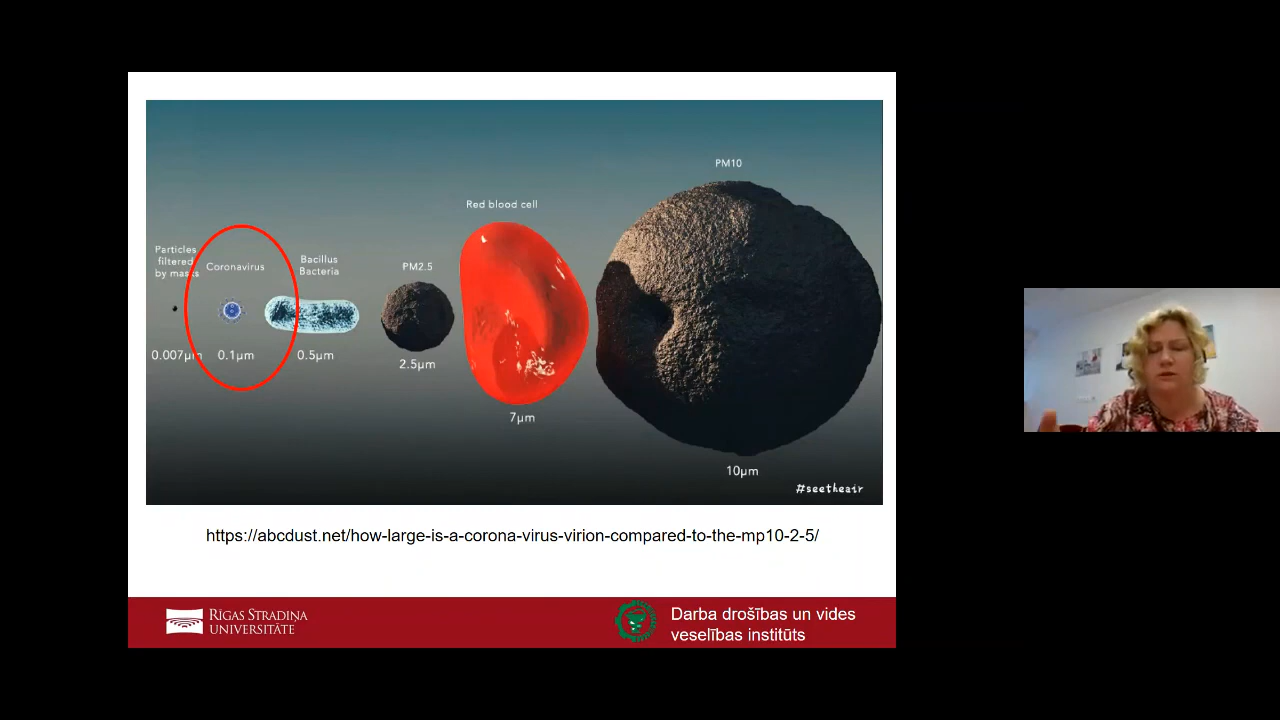 PM10
Red blood cell
Particles
filtered
by masks
Coronavirus
Bacillus
Bacteria
PM2.5
0.007µm
0.1µm
0.5µm
2.5µm
7µm
10µm
#seetheair
https://abcdust.net/how-large-is-a-corona-virus-virion-compared-to-the-mp10-2-5/
RĪGAS STRADIŅA
UNIVERSITĀTE
Darba drošības un vides
veselības institūts